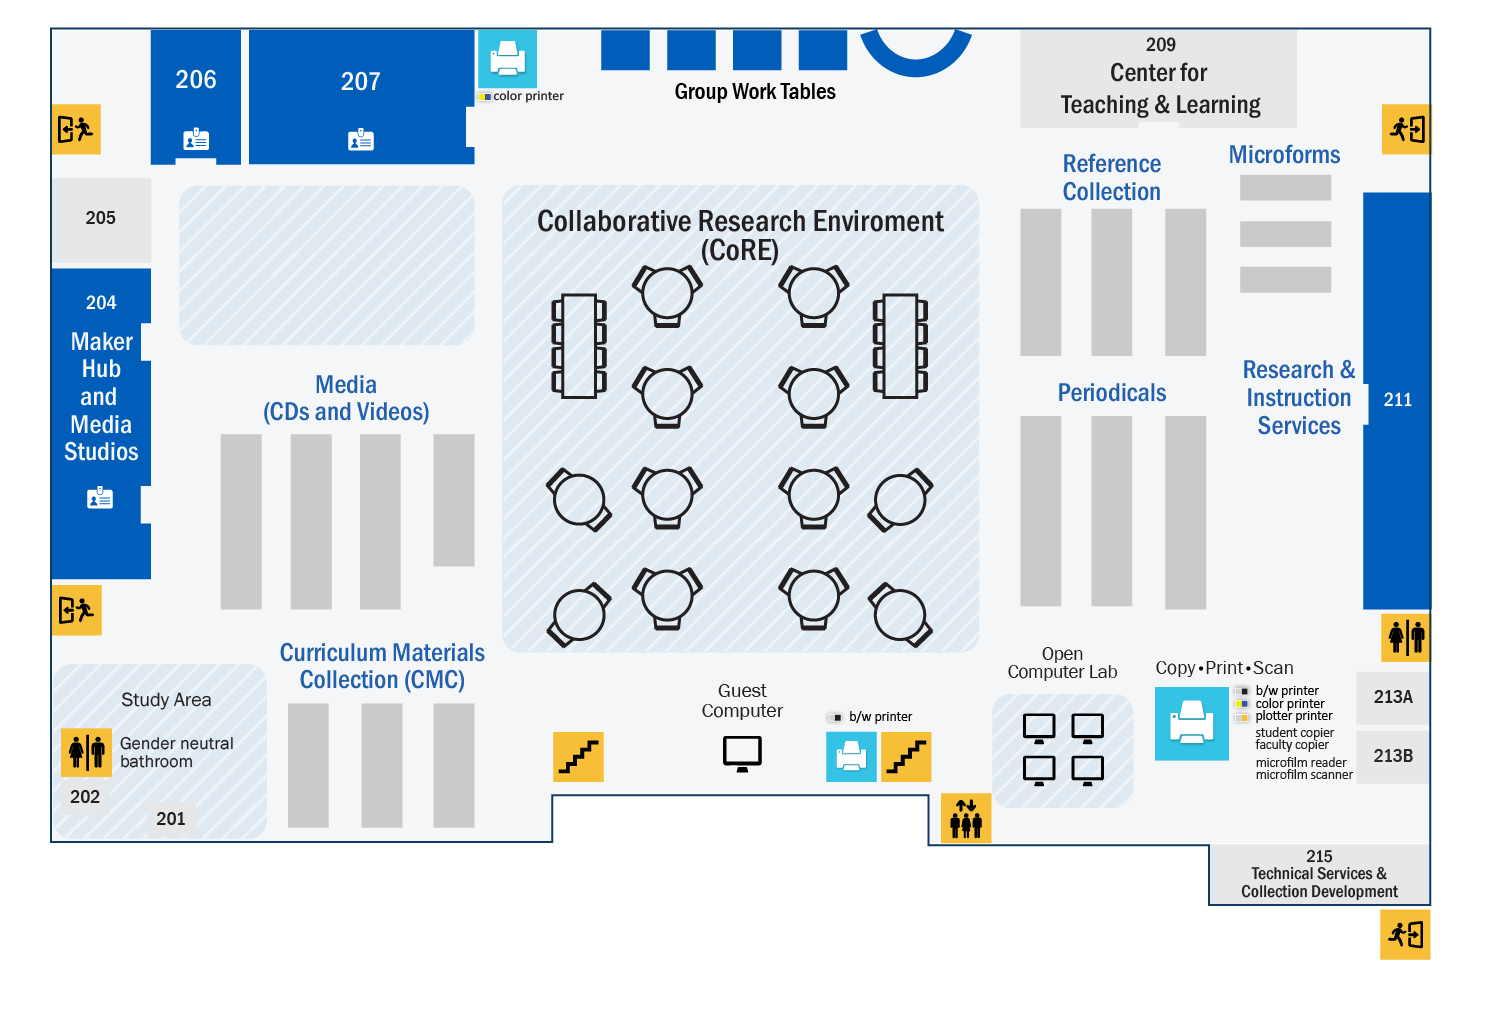 206
207
color printer
Group Work Tables
209
Center for
Teaching & Learning
Microforms
Reference
Collection
205
Collaborative Research Enviroment
(CoRE)
204
Maker
Hub
and
Media
Studios
Media
(CDs and Videos)
Periodicals
Research &
Instruction
Services
211
Curriculum Materials
Collection (CMC)
Study Area
Gender neutral
bathroom
202
201
Guest
Computer
b/w printer
Open
Computer Lab
Copy•Print•Scan
b/w printer
color printer
plotter printer
student copier
faculty copier
microfilm reader
microfilm scanner
213A
213B
215
Technical Services &
Collection Development